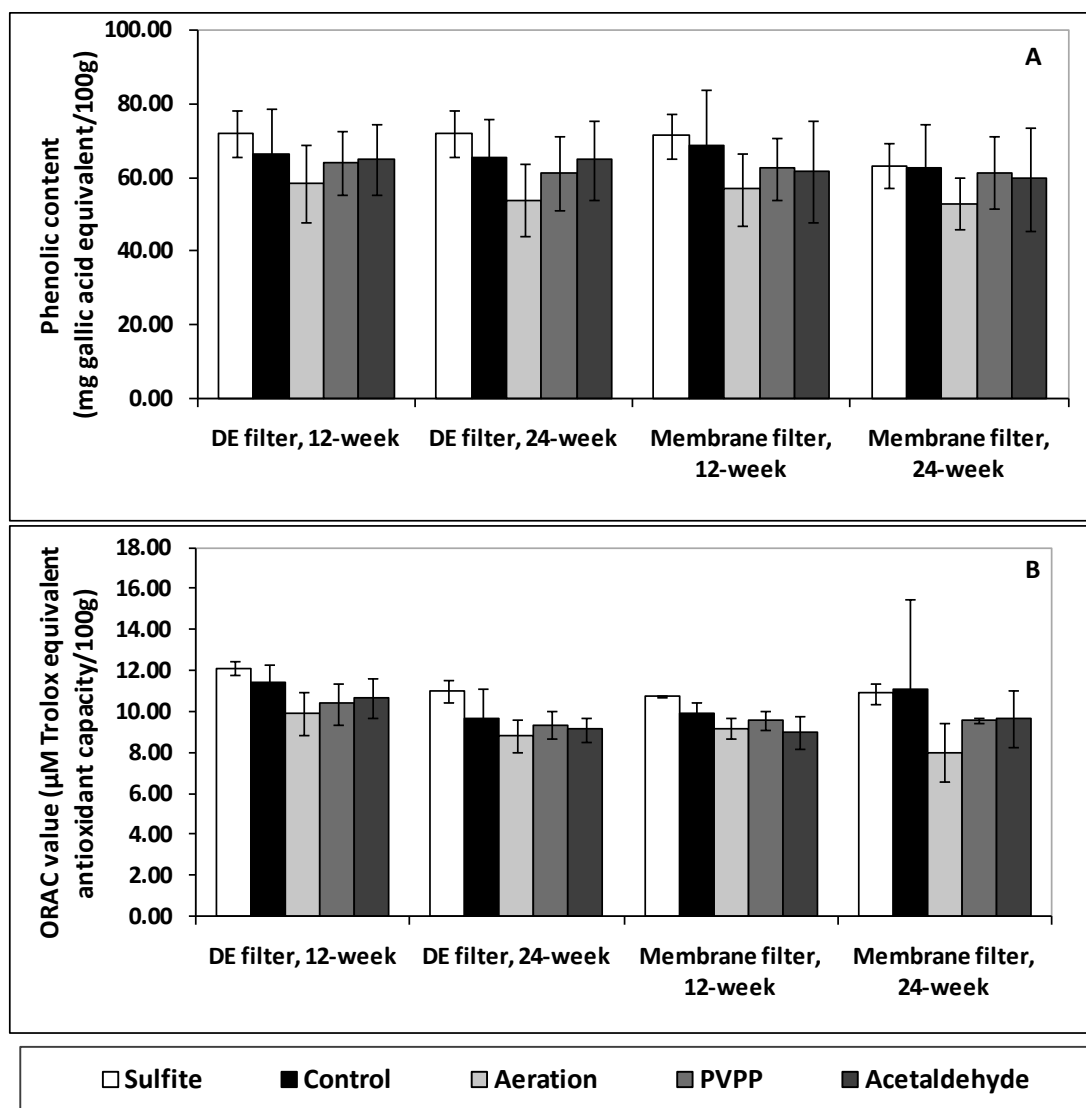 A
Phenolic content
(mg gallic acid equivalent/100g)
100.00
80.00
60.00
40.00
20.00
0.00
DE filter, 12-week
DE filter, 24-week
Membrane filter,
12-week
Membrane filter,
24-week
B
ORAC value (µM Trolox equivalent
antioxidant capacity/100g)
18.00
16.00
14.00
12.00
10.00
8.00
6.00
4.00
2.00
0.00
DE filter, 12-week
DE filter, 24-week
Membrane filter,
12-week
Membrane filter,
24-week
Sulfite
Control
Aeration
PVPP
Acetaldehyde